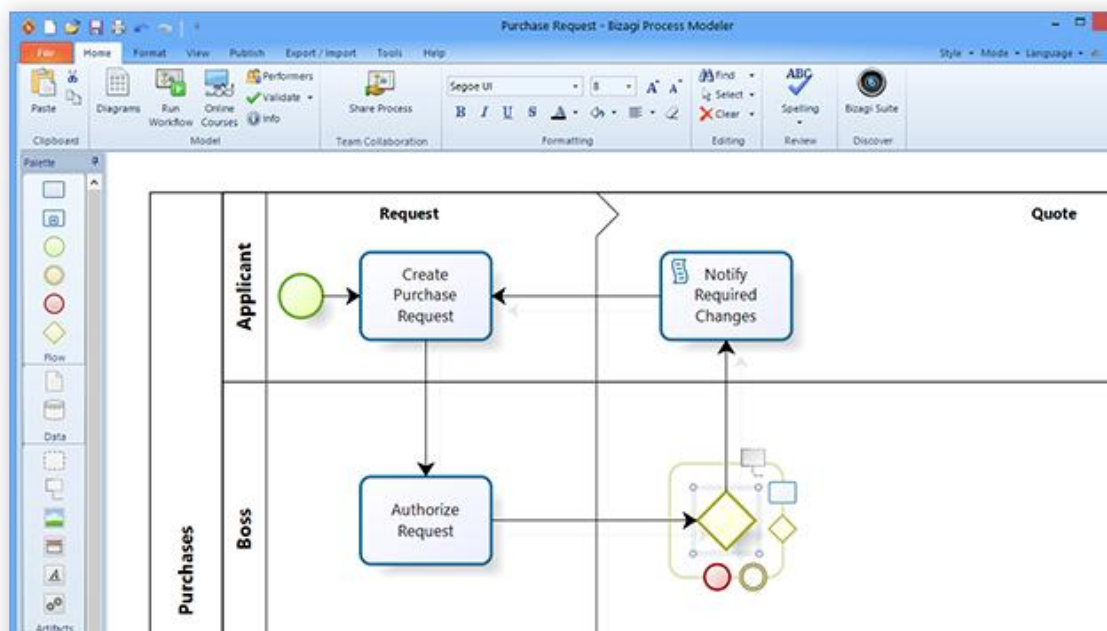 Purchase Request - Bizagi Process Modeler
File Home Format View Publish Export / Import Tools Help
Style Mode Language
Paste
Clipboard
Diagrams
Run
Workflow
Online
Courses
Performers
Validate
Info
Model
Share Process
Team Collaboration
Segoe UI
8
B I U S A
A A
Formatting
Find
Select
Clear
Editing
ABC
Spelling
Review
Bizagi Suite
Discover
Palette
Flow
Data
A
Artifacts
Purchases
Applicant
Boss
Request
Quote
Create
Purchase
Request
Notify
Required
Changes
Authorize
Request